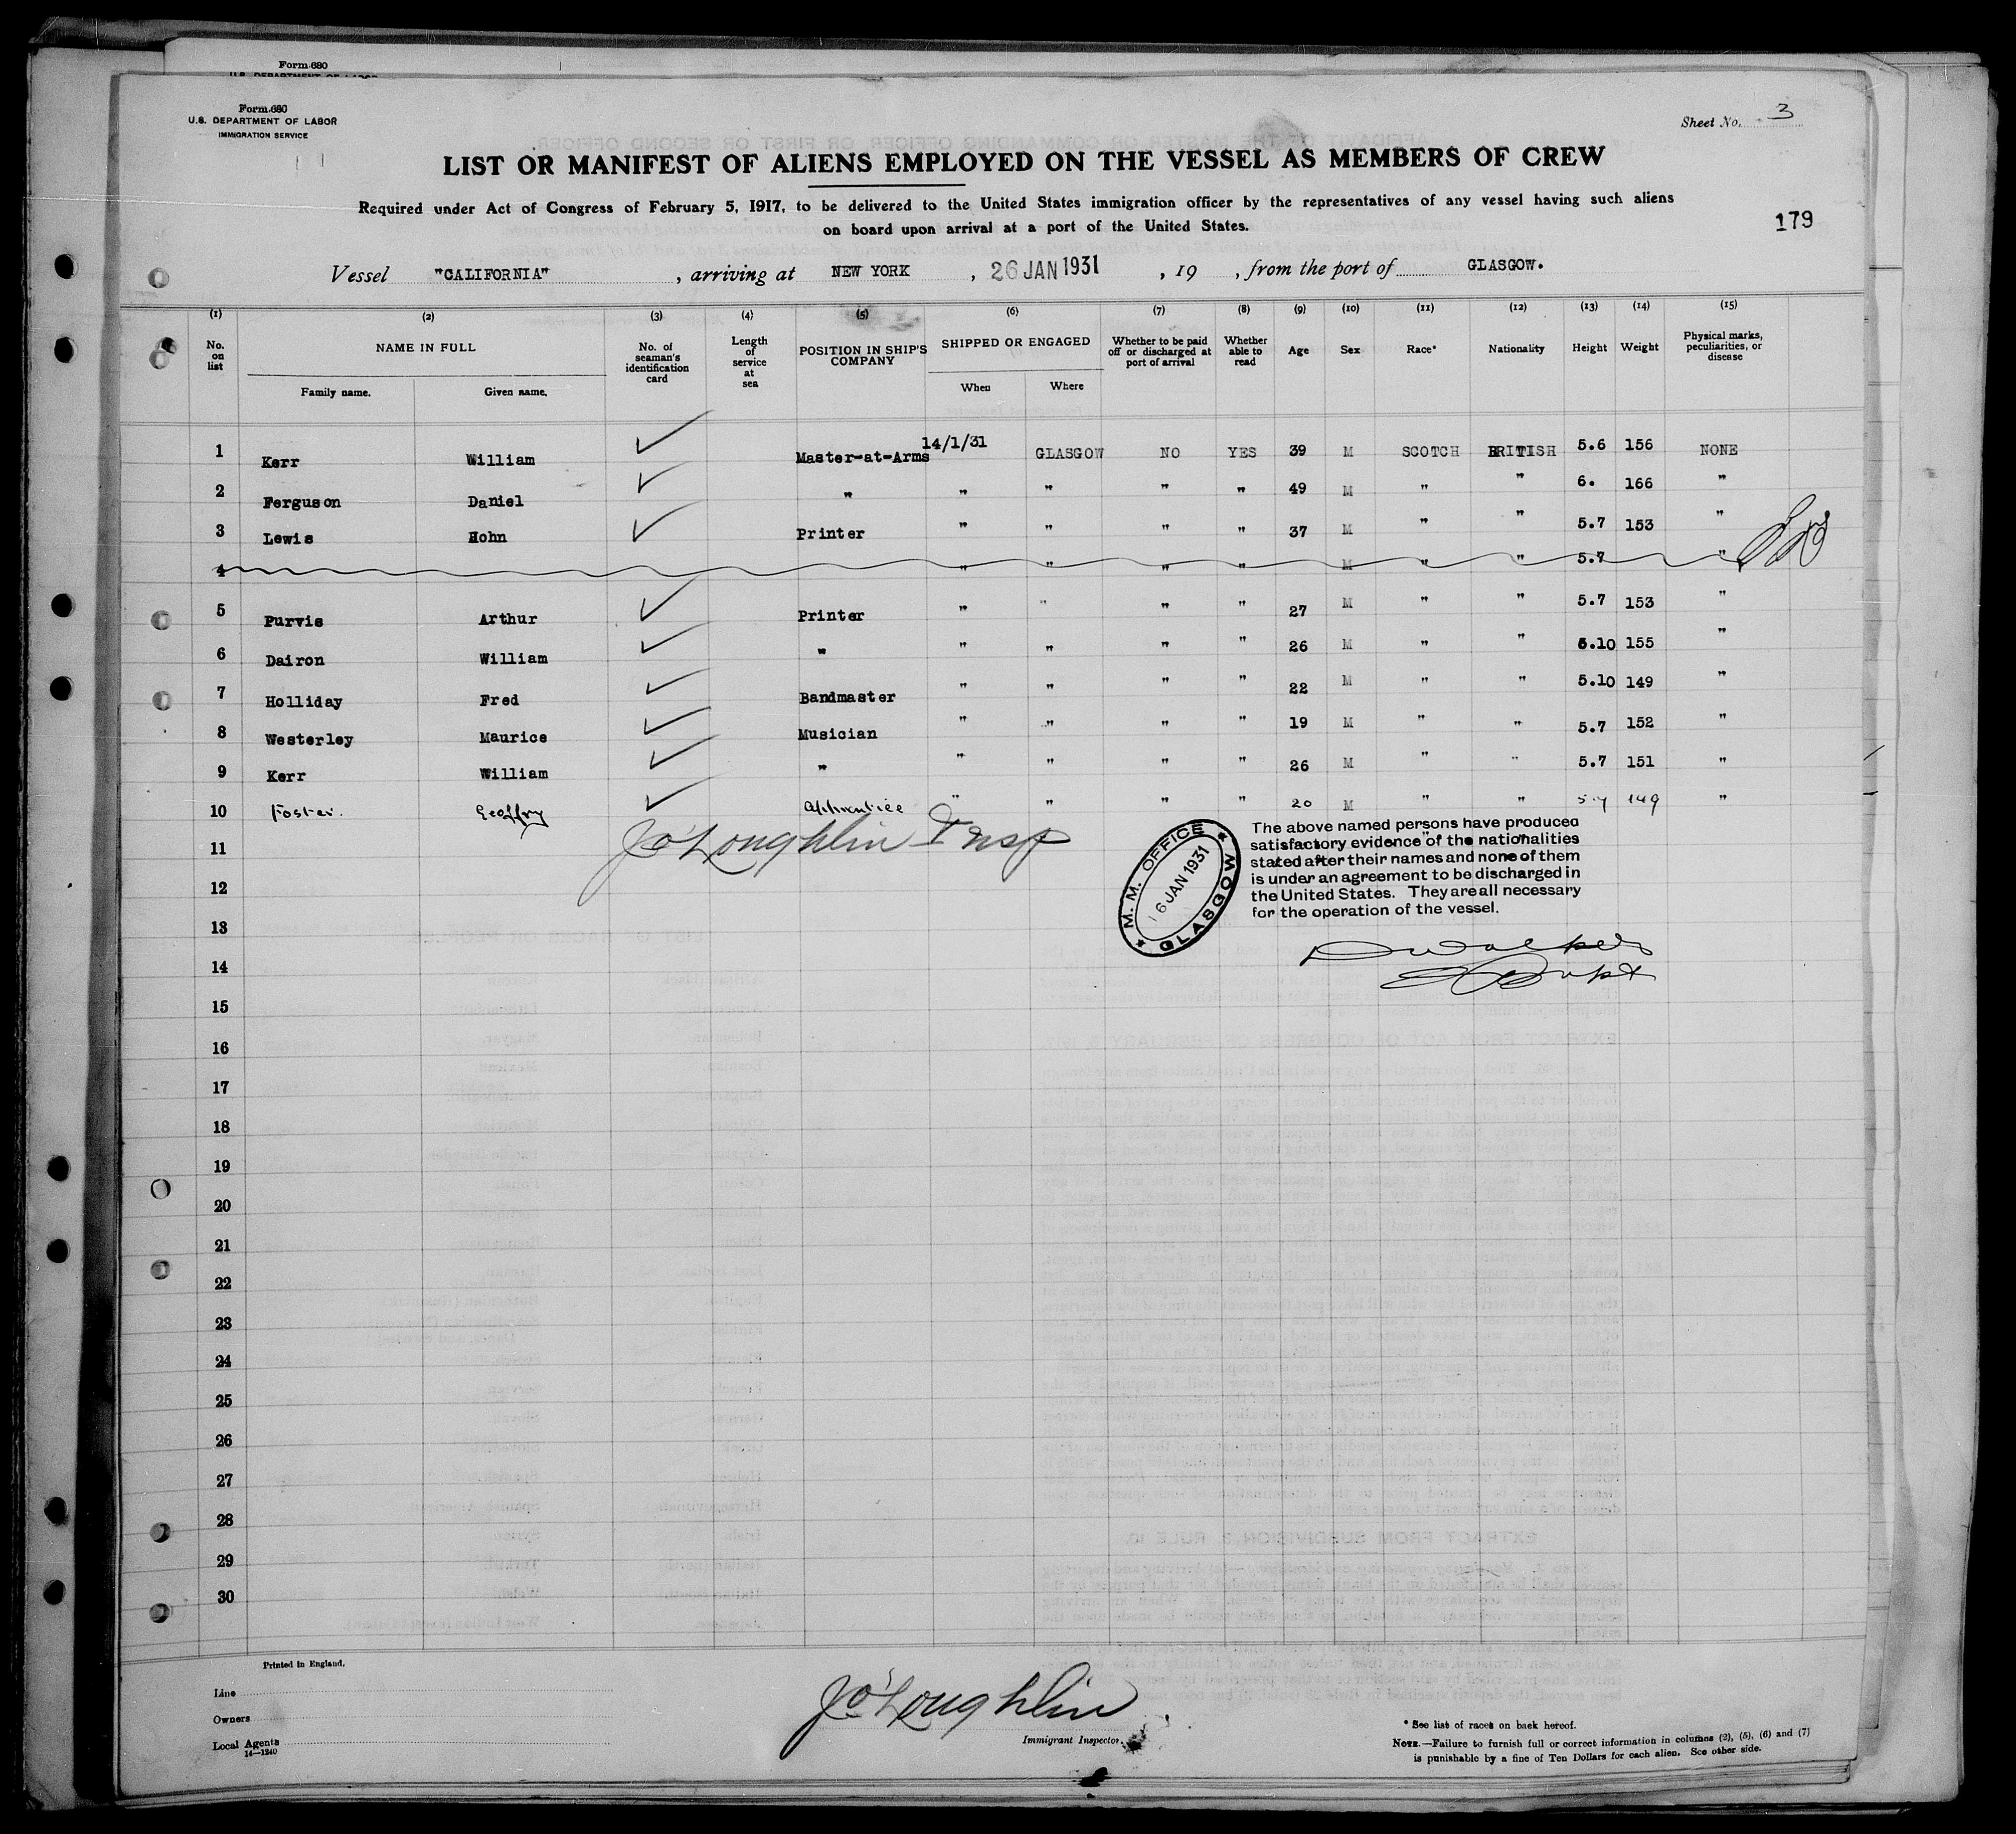 Form 680
U.S. DEPARTMENT OF LABOR
Form 680
U.S. DEPARTMENT OF LABOR
IMMIGRATION SERVICE
Sheet No. 3
LIST OR MANIFEST OF ALIENS EMPLOYED ON THE VESSEL AS MEMBERS OF CREW
Required under Act of Congress of February 5, 1917, to be delivered to the United States immigration officer by the representatives of any vessel having such aliens
on board upon arrival at a port of the United States.
179
Vessel "CALIFORNIA" , arriving at NEW YORK , 26 JAN 1931 , 19 , from the port of GLASGOW.
(1) (2) (3) (4) (5) (6) (7) (8) (9) (10) (11) (12) (13) (14) (15)
No. on list NAME IN FULL Family name. Given name. No. of seaman's identification card Length of service at sea POSITION IN SHIP'S COMPANY SHIPPED OR ENGAGED When Where Whether to be paid off or discharged at port of arrival Whether able to read Age Sex Race* Nationality Height Weight Physical marks, peculiarities, or disease
1 Kerr William Master-at-Arms 14/1/31 GLASGOW NO YES 39 M SCOTCH BRITISH 5.6 156 NONE
2 Ferguson Daniel " " " " " 49 M " " 6. 166 "
3 Lewis Hohn Printer " " " " 37 M " " 5.7 153 "
4 " " " " M " " 5.7 "
5 Purvis Arthur Printer " " " " 27 M " " 5.7 153 "
6 Dairon William " " " " " 26 M " " 5.10 155 "
7 Holliday Fred Bandmaster " " " " 22 M " " 5.10 149 "
8 Westerley Maurice Musician " " " " 19 M " " 5.7 152 "
9 Kerr William " " " " " 26 M " " 5.7 151 "
10 Foster. Geoffry Apprentice " " " " 20 M " " 5.7 149 "
11 Jo'Loughlin Insp
12
13
14
15
16
17
18
19
20
21
22
23
24
25
26
27
28
29
30
M. M. OFFICE
16 JAN 1931
GLASGOW
The above named persons have produced
satisfactory evidence of the nationalities
stated after their names and none of them
is under an agreement to be discharged in
the United States. They are all necessary
for the operation of the vessel.
Printed in England.
Line
Owners
Local Agents
14—1240
Jo'Loughlin
Immigrant Inspector.
* See list of races on back hereof.
NOTE.—Failure to furnish full or correct information in columns (2), (5), (6) and (7)
is punishable by a fine of Ten Dollars for each alien. See other side.